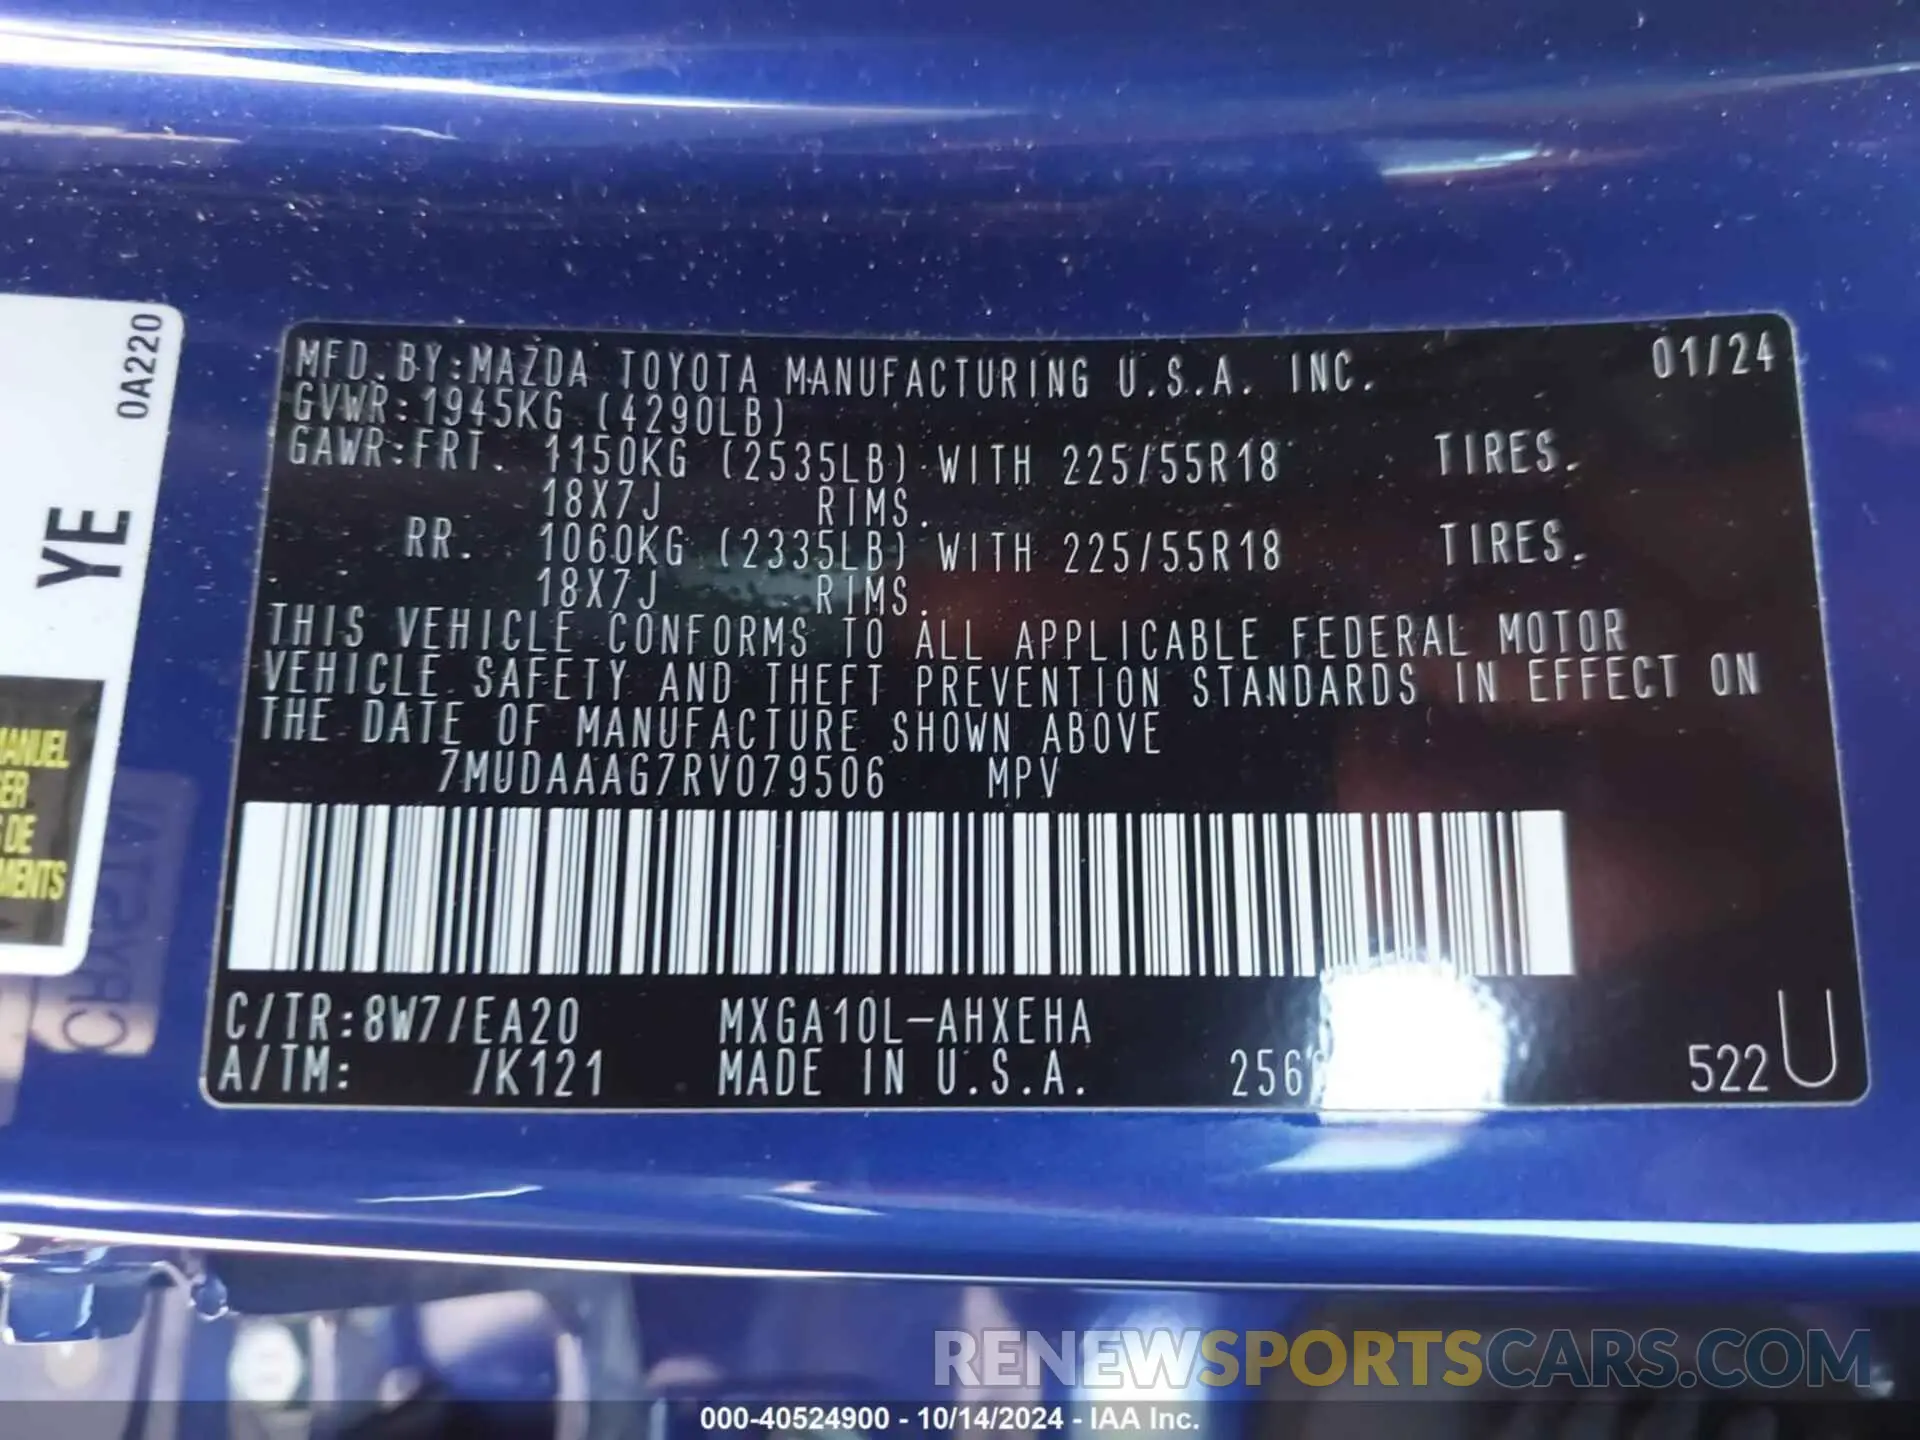 0A220
YE
MANUEL
DE
MFD.BY:MAZDA TOYOTA MANUFACTURING U.S.A. INC. 01/24
GVWR:1945KG (4290LB)
GAWR:FRT. 1150KG (2535LB) WITH 225/55R18 TIRES.
18X7J RIMS.
RR. 1060KG (2335LB) WITH 225/55R18 TIRES.
18X7J RIMS.
THIS VEHICLE CONFORMS TO ALL APPLICABLE FEDERAL MOTOR
VEHICLE SAFETY AND THEFT PREVENTION STANDARDS IN EFFECT ON
THE DATE OF MANUFACTURE SHOWN ABOVE
7MUDAAAG7RV079506 MPV
C/TR:8W7/EA20 MXGA10L-AHXEHA
A/TM: /K121 MADE IN U.S.A. 522U
RENEWSPORTSCARS.COM
000-40524900 - 10/14/2024 - IAA Inc.